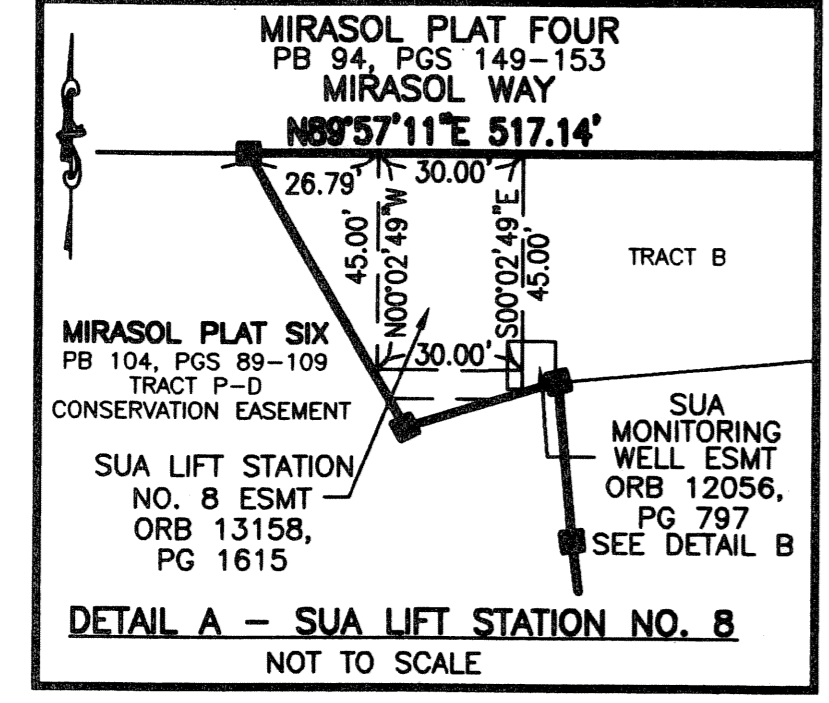 MIRASOL PLAT FOUR
PB 94, PGS 149-153
MIRASOL WAY
N89°57'11"E 517.14'
26.79'
30.00'
45.00'
N00°02'49"W
S00°02'49"E
45.00'
TRACT B
30.00'
MIRASOL PLAT SIX
PB 104, PGS 89-109
TRACT P-D
CONSERVATION EASEMENT
SUA LIFT STATION
NO. 8 ESMT
ORB 13158,
PG 1615
SUA
MONITORING
WELL ESMT
ORB 12056,
PG 797
SEE DETAIL B
DETAIL A - SUA LIFT STATION NO. 8
NOT TO SCALE